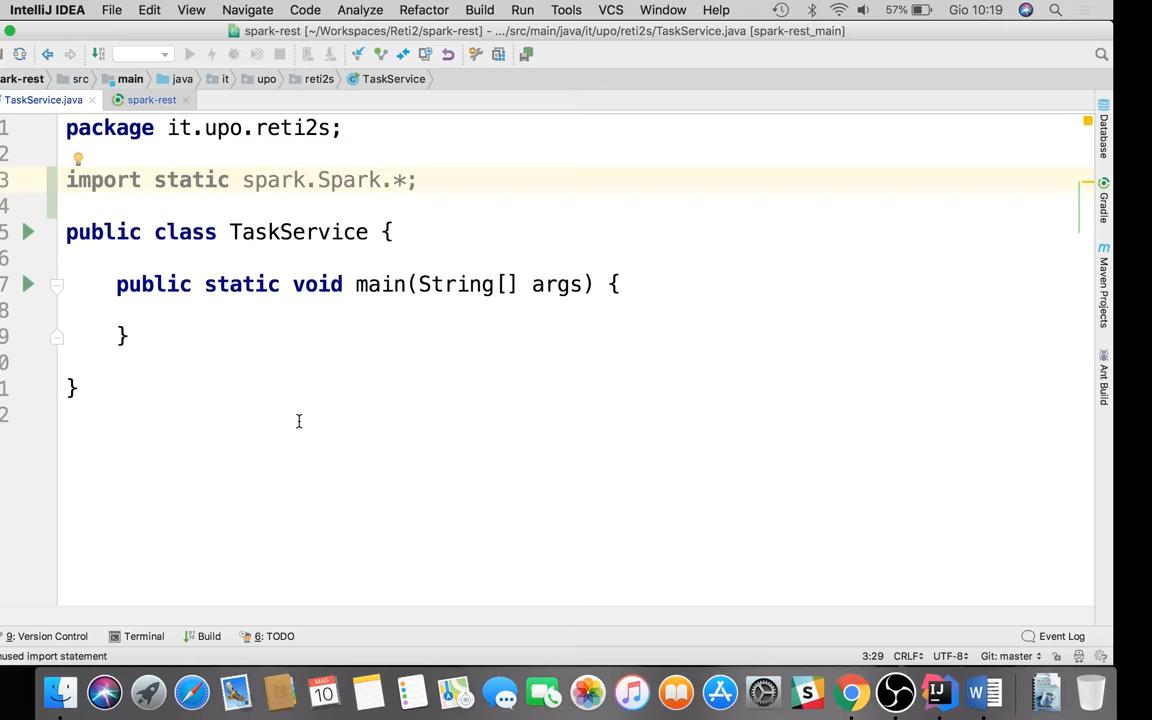 IntelliJ IDEA File Edit View Navigate Code Analyze Refactor Build Run Tools VCS Window Help 57% Gio 10:19
spark-rest [~/Workspaces/Reti2/spark-rest] - .../src/main/java/it/upo/reti2s/TaskService.java [spark-rest_main]
ark-rest src main java it upo reti2s TaskService
TaskService.java spark-rest
1 package it.upo.reti2s;
2
3 import static spark.Spark.*;
4
5 public class TaskService {
6
7 public static void main(String[] args) {
8
9 }
0
1 }
2
Database
Gradle
Maven Projects
Ant Build
9: Version Control Terminal Build 6: TODO Event Log
used import statement 3:29 CRLF UTF-8 Git: master
MAG
10